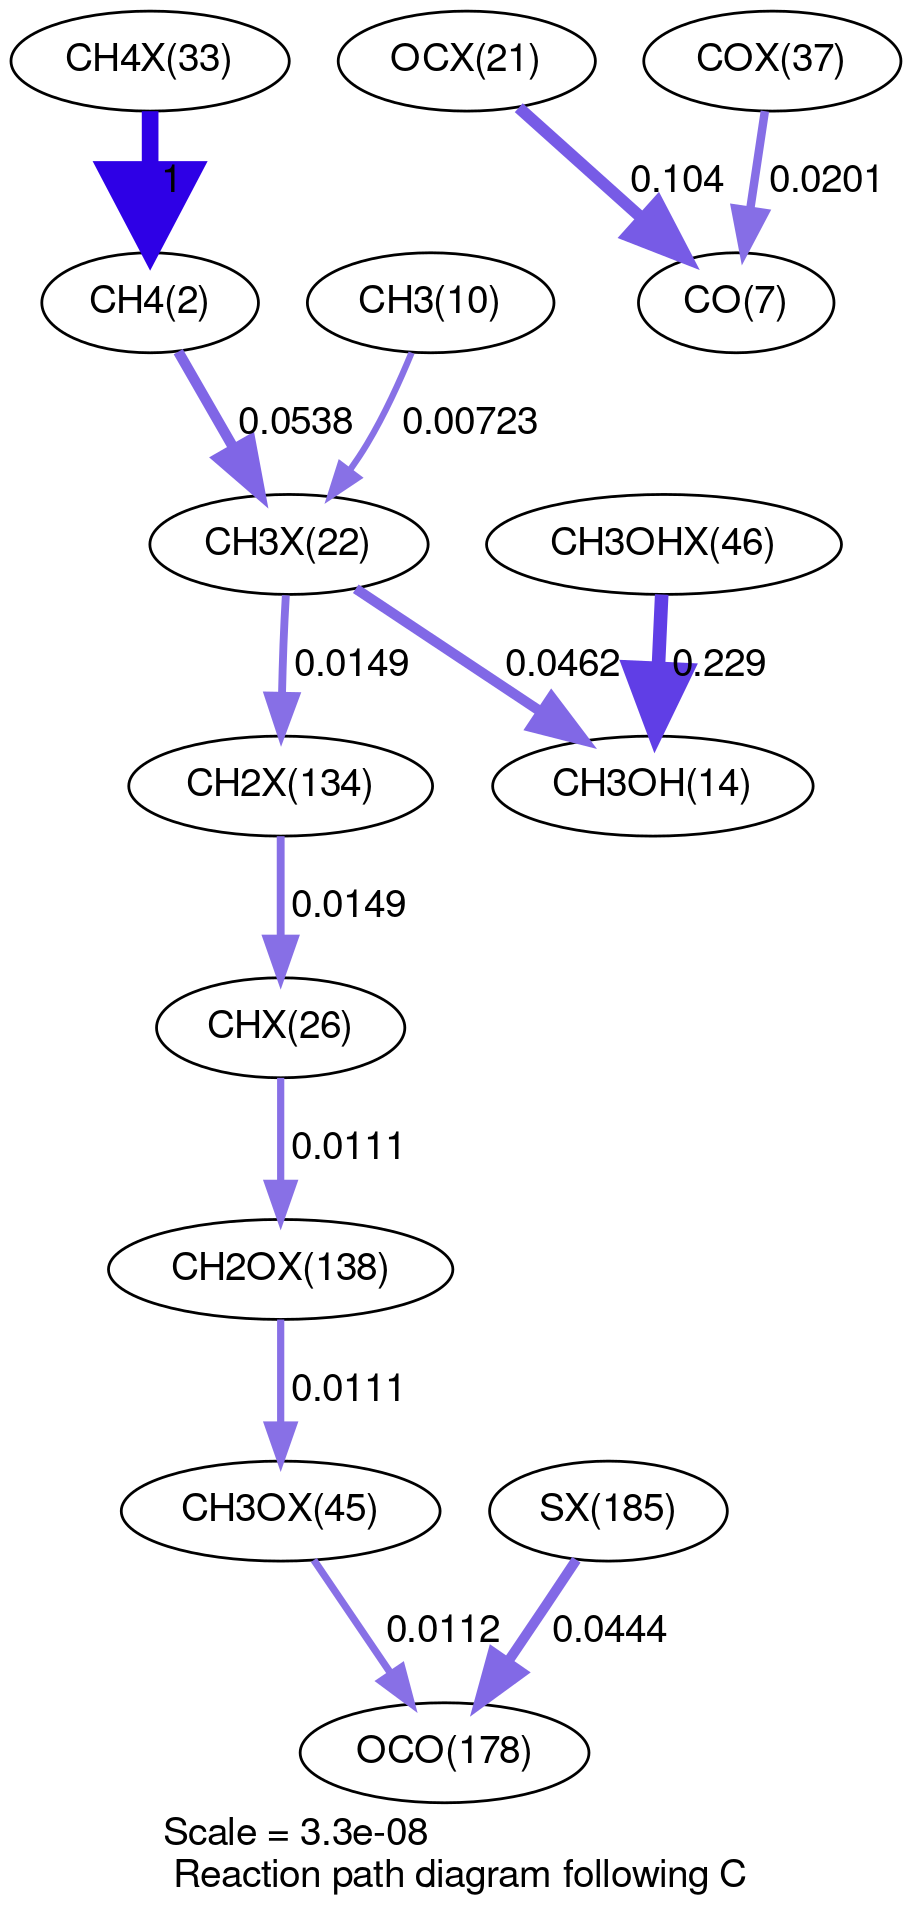 CH4X(33)
OCX(21)
COX(37)
1
0.104
0.0201
CH4(2)
CH3(10)
CO(7)
0.0538
0.00723
CH3X(22)
CH3OHX(46)
0.0149
0.0462
0.229
CH2X(134)
CH3OH(14)
0.0149
CHX(26)
0.0111
CH2OX(138)
0.0111
CH3OX(45)
SX(185)
0.0112
0.0444
OCO(178)
Scale = 3.3e-08
Reaction path diagram following C